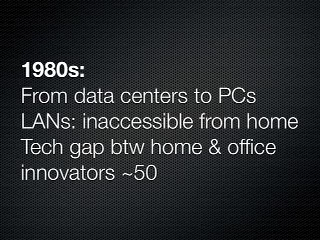 1980s:
From data centers to PCs
LANs: inaccessible from home
Tech gap btw home & office
innovators ~50